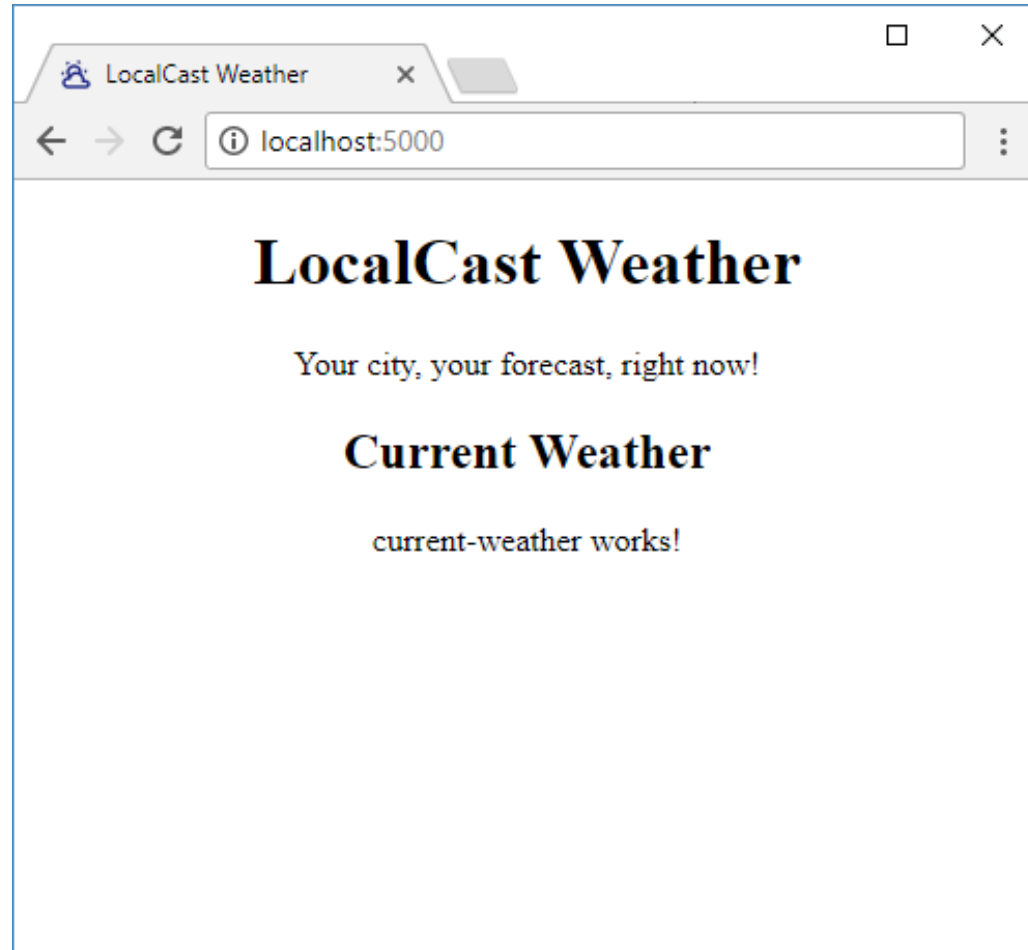 LocalCast Weather
localhost:5000
LocalCast Weather
Your city, your forecast, right now!
Current Weather
current-weather works!